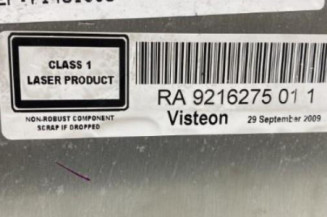 CLASS 1
LASER PRODUCT
NON-ROBUST COMPONENT
SCRAP IF DROPPED
RA 9216275 01 1
Visteon 29 September 2009